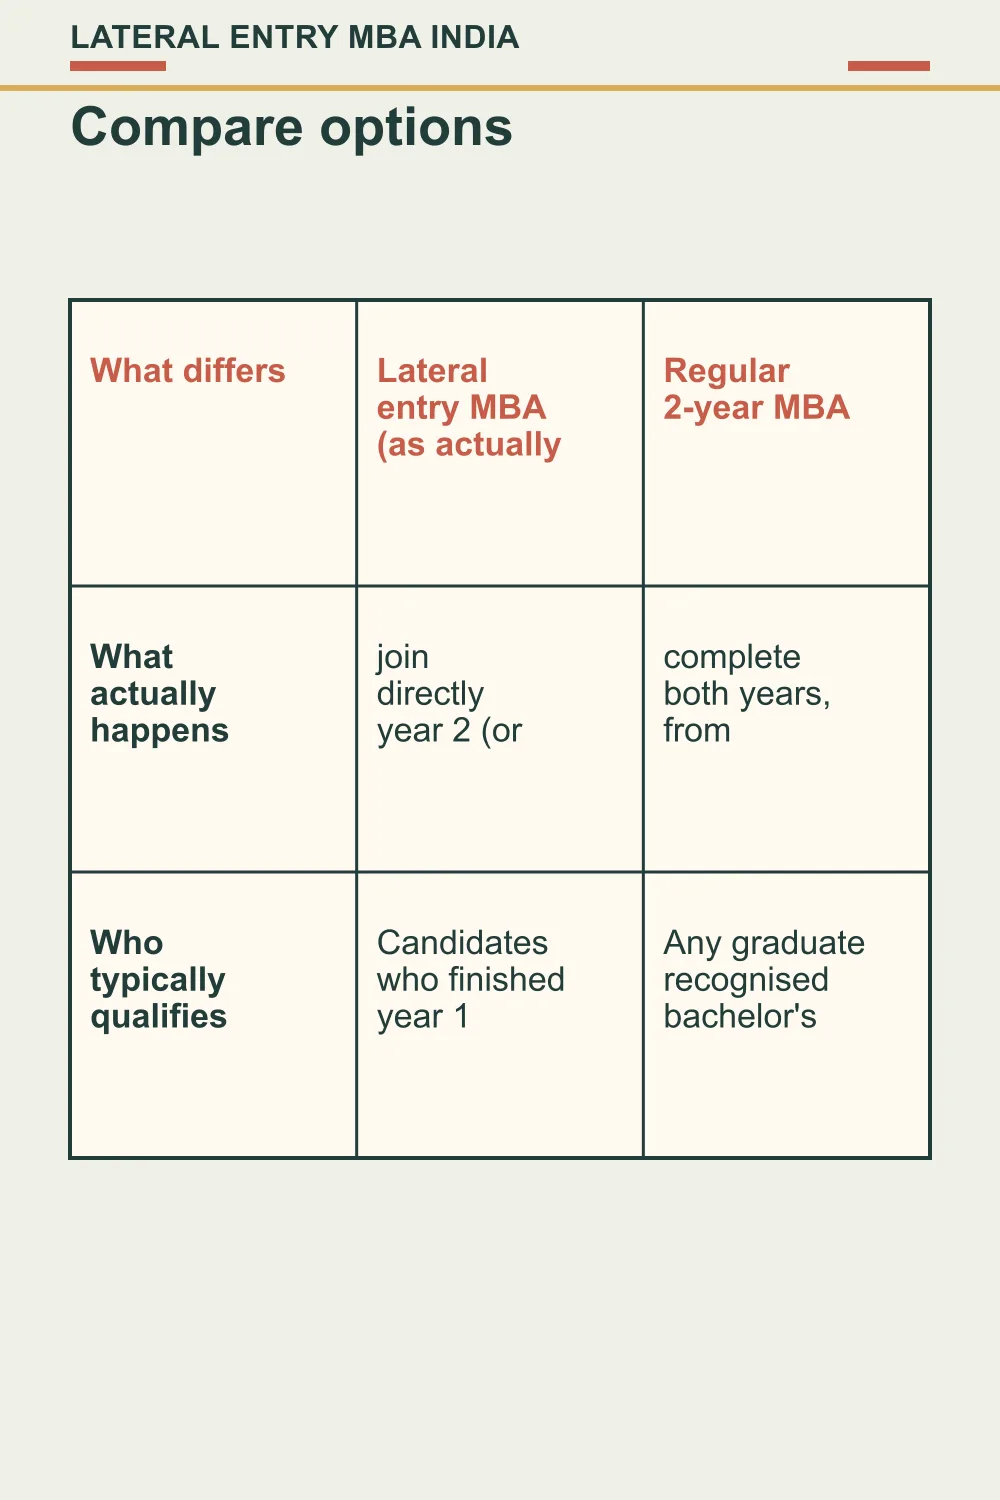 LATERAL ENTRY MBA INDIA
Compare options
What differs
Lateral
entry MBA
(as actually
Regular
2-year MBA
What
actually
happens
join
directly
year 2 (or
complete
both years,
from
Who
typically
qualifies
Candidates
who finished
year 1
Any graduate
recognised
bachelor's